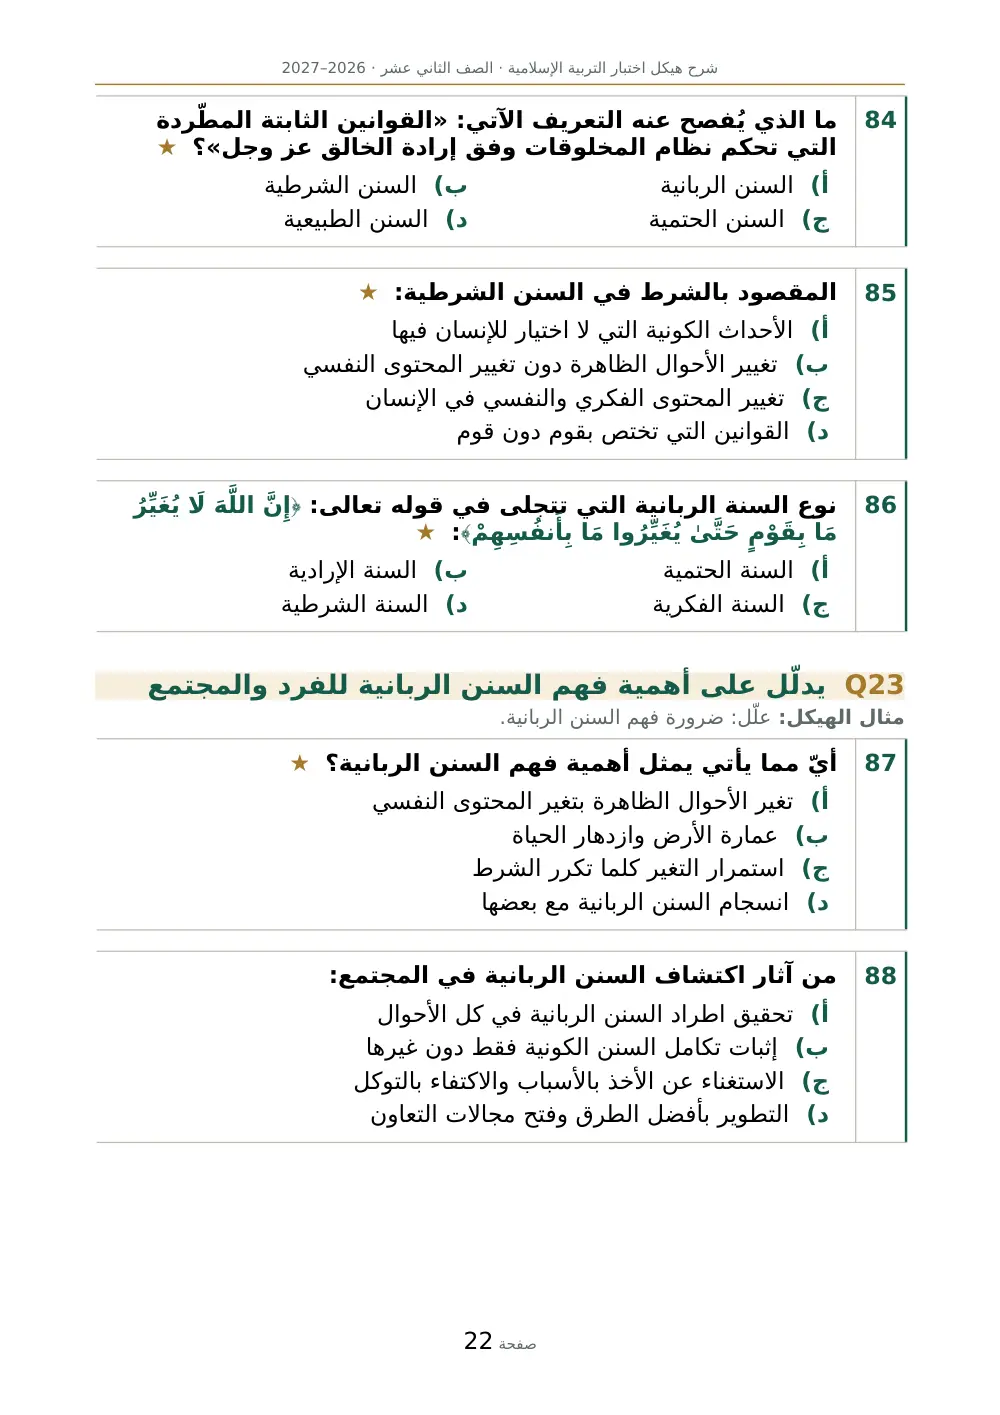 شرح هيكل اختبار التربية الإسلامية · الصف الثاني عشر · 2026–2027
84
ما الذي يُفصح عنه التعريف الآتي: «القوانين الثابتة المطّردة
التي تحكم نظام المخلوقات وفق إرادة الخالق عز وجل»؟ ★
أ) السنن الربانية ب) السنن الشرطية
ج) السنن الحتمية د) السنن الطبيعية
85
المقصود بالشرط في السنن الشرطية: ★
أ) الأحداث الكونية التي لا اختيار للإنسان فيها
ب) تغيير الأحوال الظاهرة دون تغيير المحتوى النفسي
ج) تغيير المحتوى الفكري والنفسي في الإنسان
د) القوانين التي تختص بقوم دون قوم
86
نوع السنة الربانية التي تتجلى في قوله تعالى: ﴿إِنَّ اللَّهَ لَا يُغَيِّرُ
مَا بِقَوْمٍ حَتَّىٰ يُغَيِّرُوا مَا بِأَنفُسِهِمْ﴾: ★
أ) السنة الحتمية ب) السنة الإرادية
ج) السنة الفكرية د) السنة الشرطية
Q23 يدلّل على أهمية فهم السنن الربانية للفرد والمجتمع
مثال الهيكل: علّل: ضرورة فهم السنن الربانية.
87
أيّ مما يأتي يمثل أهمية فهم السنن الربانية؟ ★
أ) تغير الأحوال الظاهرة بتغير المحتوى النفسي
ب) عمارة الأرض وازدهار الحياة
ج) استمرار التغير كلما تكرر الشرط
د) انسجام السنن الربانية مع بعضها
88
من آثار اكتشاف السنن الربانية في المجتمع:
أ) تحقيق اطراد السنن الربانية في كل الأحوال
ب) إثبات تكامل السنن الكونية فقط دون غيرها
ج) الاستغناء عن الأخذ بالأسباب والاكتفاء بالتوكل
د) التطوير بأفضل الطرق وفتح مجالات التعاون
صفحة 22